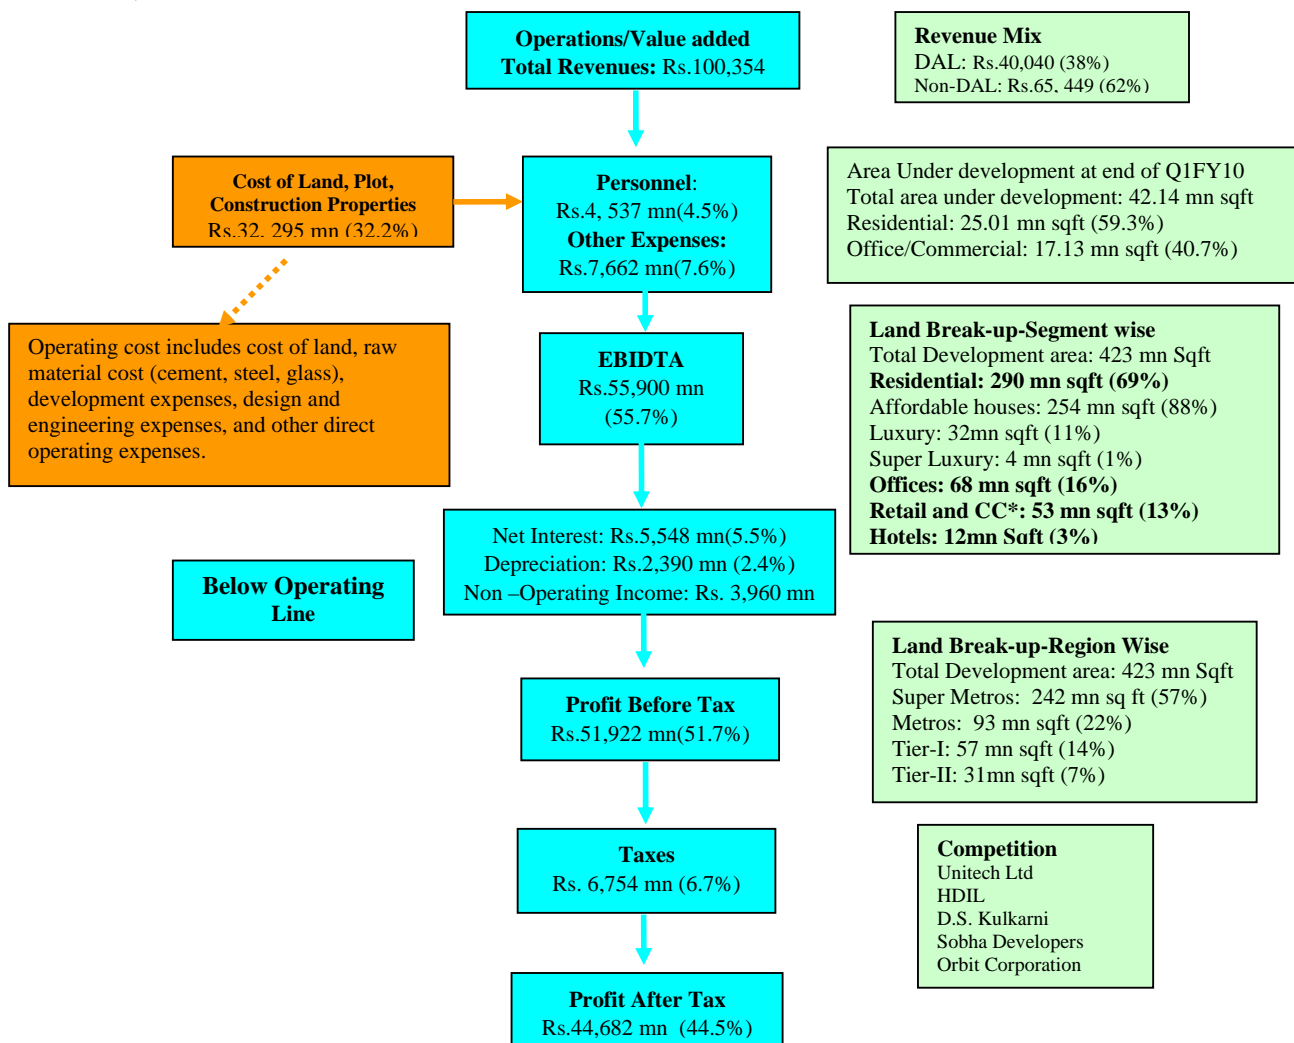 Operations/Value added
Total Revenues: Rs.100,354
Revenue Mix
DAL: Rs.40,040 (38%)
Non-DAL: Rs.65, 449 (62%)
Cost of Land, Plot,
Construction Properties
Rs.32, 295 mn (32.2%)
Personnel:
Rs.4, 537 mn(4.5%)
Other Expenses:
Rs.7,662 mn(7.6%)
Area Under development at end of Q1FY10
Total area under development: 42.14 mn sqft
Residential: 25.01 mn sqft (59.3%)
Office/Commercial: 17.13 mn sqft (40.7%)
Operating cost includes cost of land, raw
material cost (cement, steel, glass),
development expenses, design and
engineering expenses, and other direct
operating expenses.
EBIDTA
Rs.55,900 mn
(55.7%)
Land Break-up-Segment wise
Total Development area: 423 mn Sqft
Residential: 290 mn sqft (69%)
Affordable houses: 254 mn sqft (88%)
Luxury: 32mn sqft (11%)
Super Luxury: 4 mn sqft (1%)
Offices: 68 mn sqft (16%)
Retail and CC*: 53 mn sqft (13%)
Hotels: 12mn Sqft (3%)
Net Interest: Rs.5,548 mn(5.5%)
Depreciation: Rs.2,390 mn (2.4%)
Non –Operating Income: Rs. 3,960 mn
Below Operating
Line
Land Break-up-Region Wise
Total Development area: 423 mn Sqft
Super Metros:  242 mn sq ft (57%)
Metros:  93 mn sqft (22%)
Tier-I: 57 mn sqft (14%)
Tier-II: 31mn sqft (7%)
Profit Before Tax
Rs.51,922 mn(51.7%)
Taxes
Rs. 6,754 mn (6.7%)
Competition
Unitech Ltd
HDIL
D.S. Kulkarni
Sobha Developers
Orbit Corporation
Profit After Tax
Rs.44,682 mn  (44.5%)